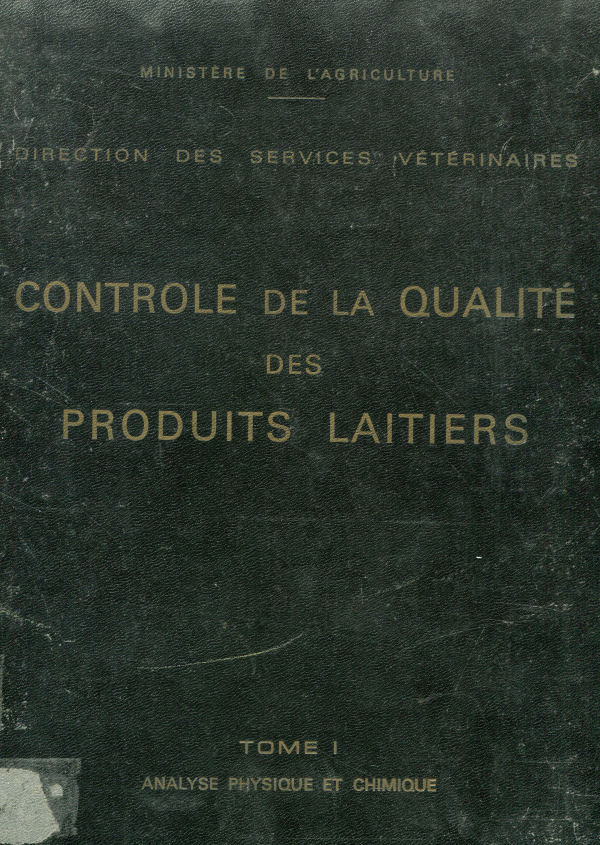 MINISTÈRE DE L'AGRICULTURE
DIRECTION DES SERVICES VÉTÉRINAIRES
CONTROLE DE LA QUALITÉ
DES
PRODUITS LAITIERS
TOME I
ANALYSE PHYSIQUE ET CHIMIQUE